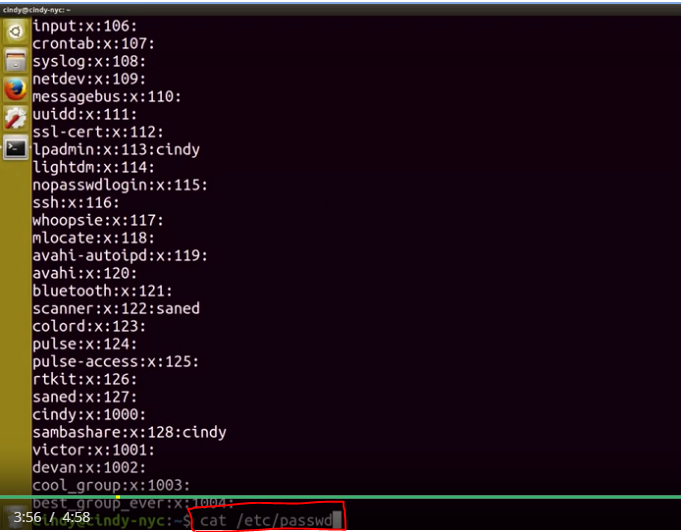 cindy@cindy-nyc: ~
input:x:106:
crontab:x:107:
syslog:x:108:
netdev:x:109:
messagebus:x:110:
uuidd:x:111:
ssl-cert:x:112:
lpadmin:x:113:cindy
lightdm:x:114:
nopasswdlogin:x:115:
ssh:x:116:
whoopsie:x:117:
mlocate:x:118:
avahi-autoipd:x:119:
avahi:x:120:
bluetooth:x:121:
scanner:x:122:saned
colord:x:123:
pulse:x:124:
pulse-access:x:125:
rtkit:x:126:
saned:x:127:
cindy:x:1000:
sambashare:x:128:cindy
victor:x:1001:
devan:x:1002:
cool_group:x:1003:
best_group_ever:x:1004:
cindy@cindy-nyc:~$ cat /etc/passwd
3:56 / 4:58